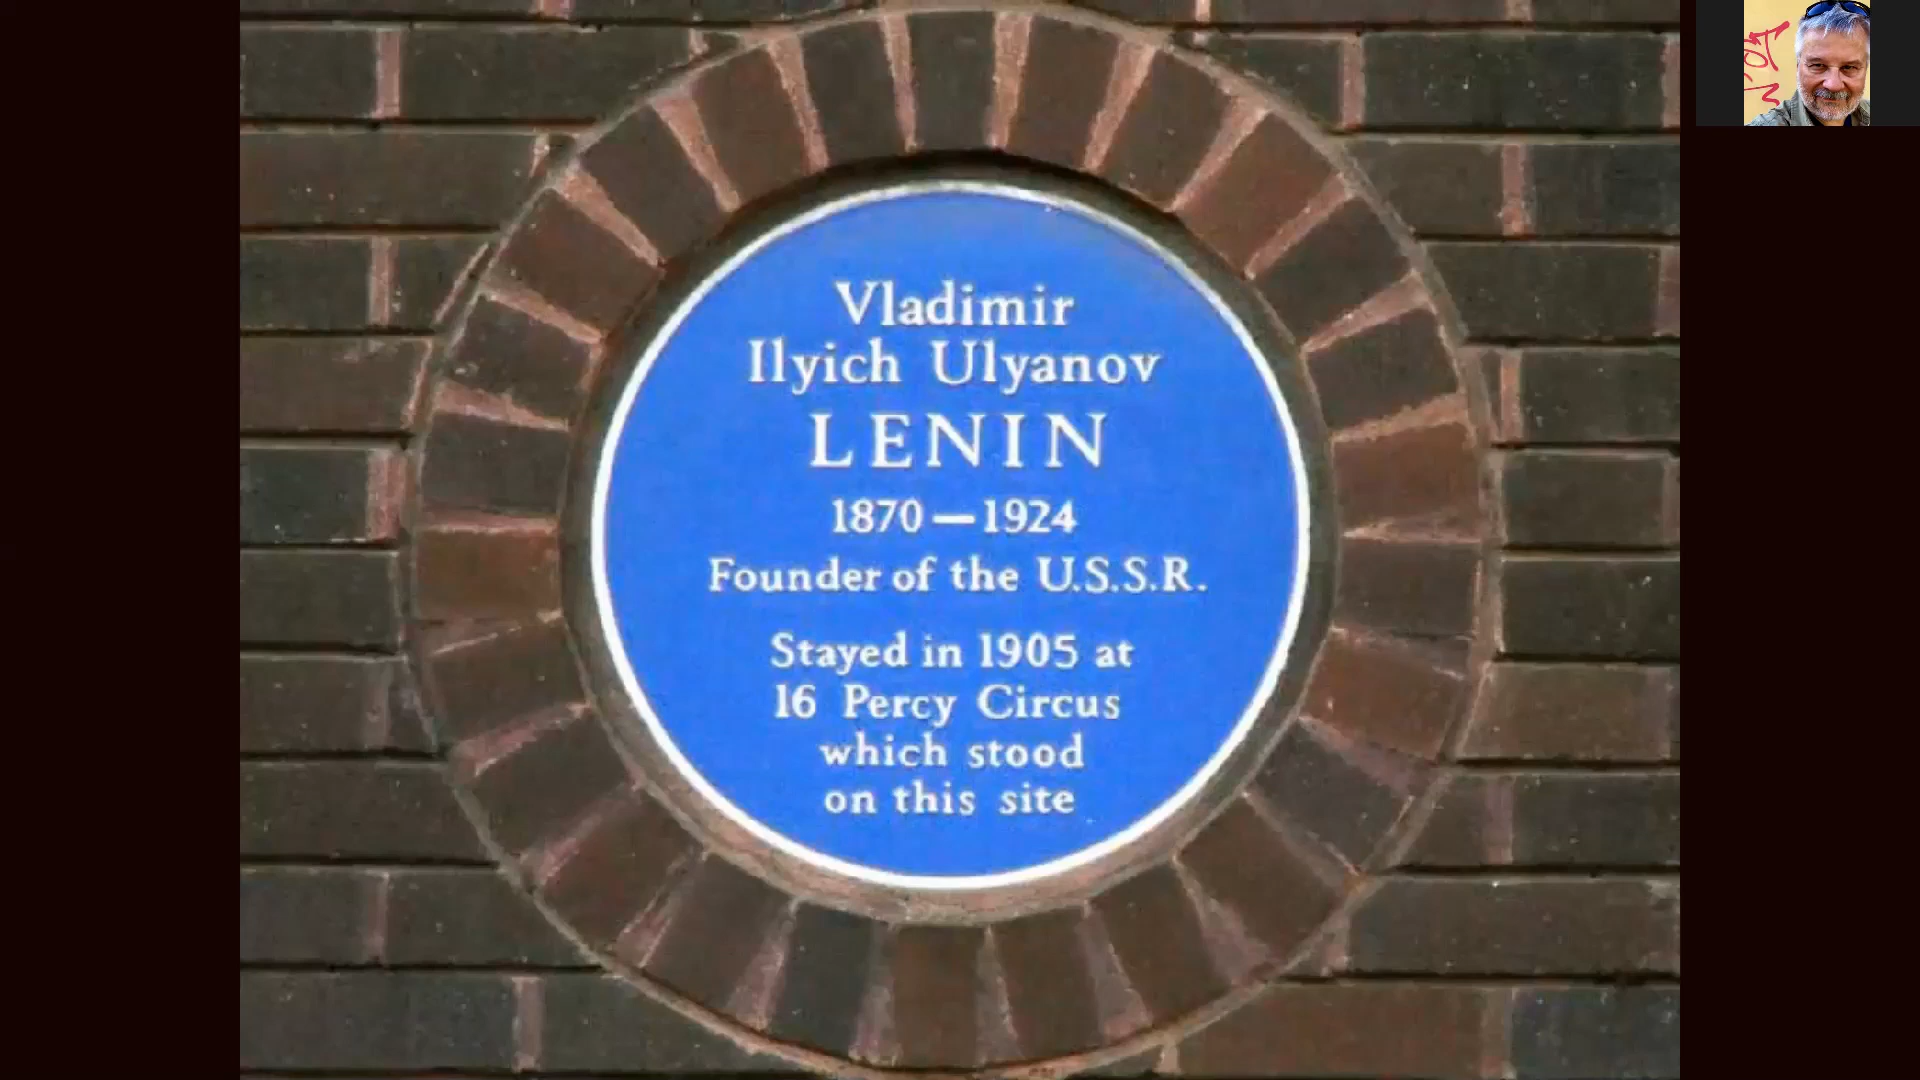 Vladimir
Ilyich Ulyanov
LENIN
1870 — 1924
Founder of the U.S.S.R.
Stayed in 1905 at
16 Percy Circus
which stood
on this site